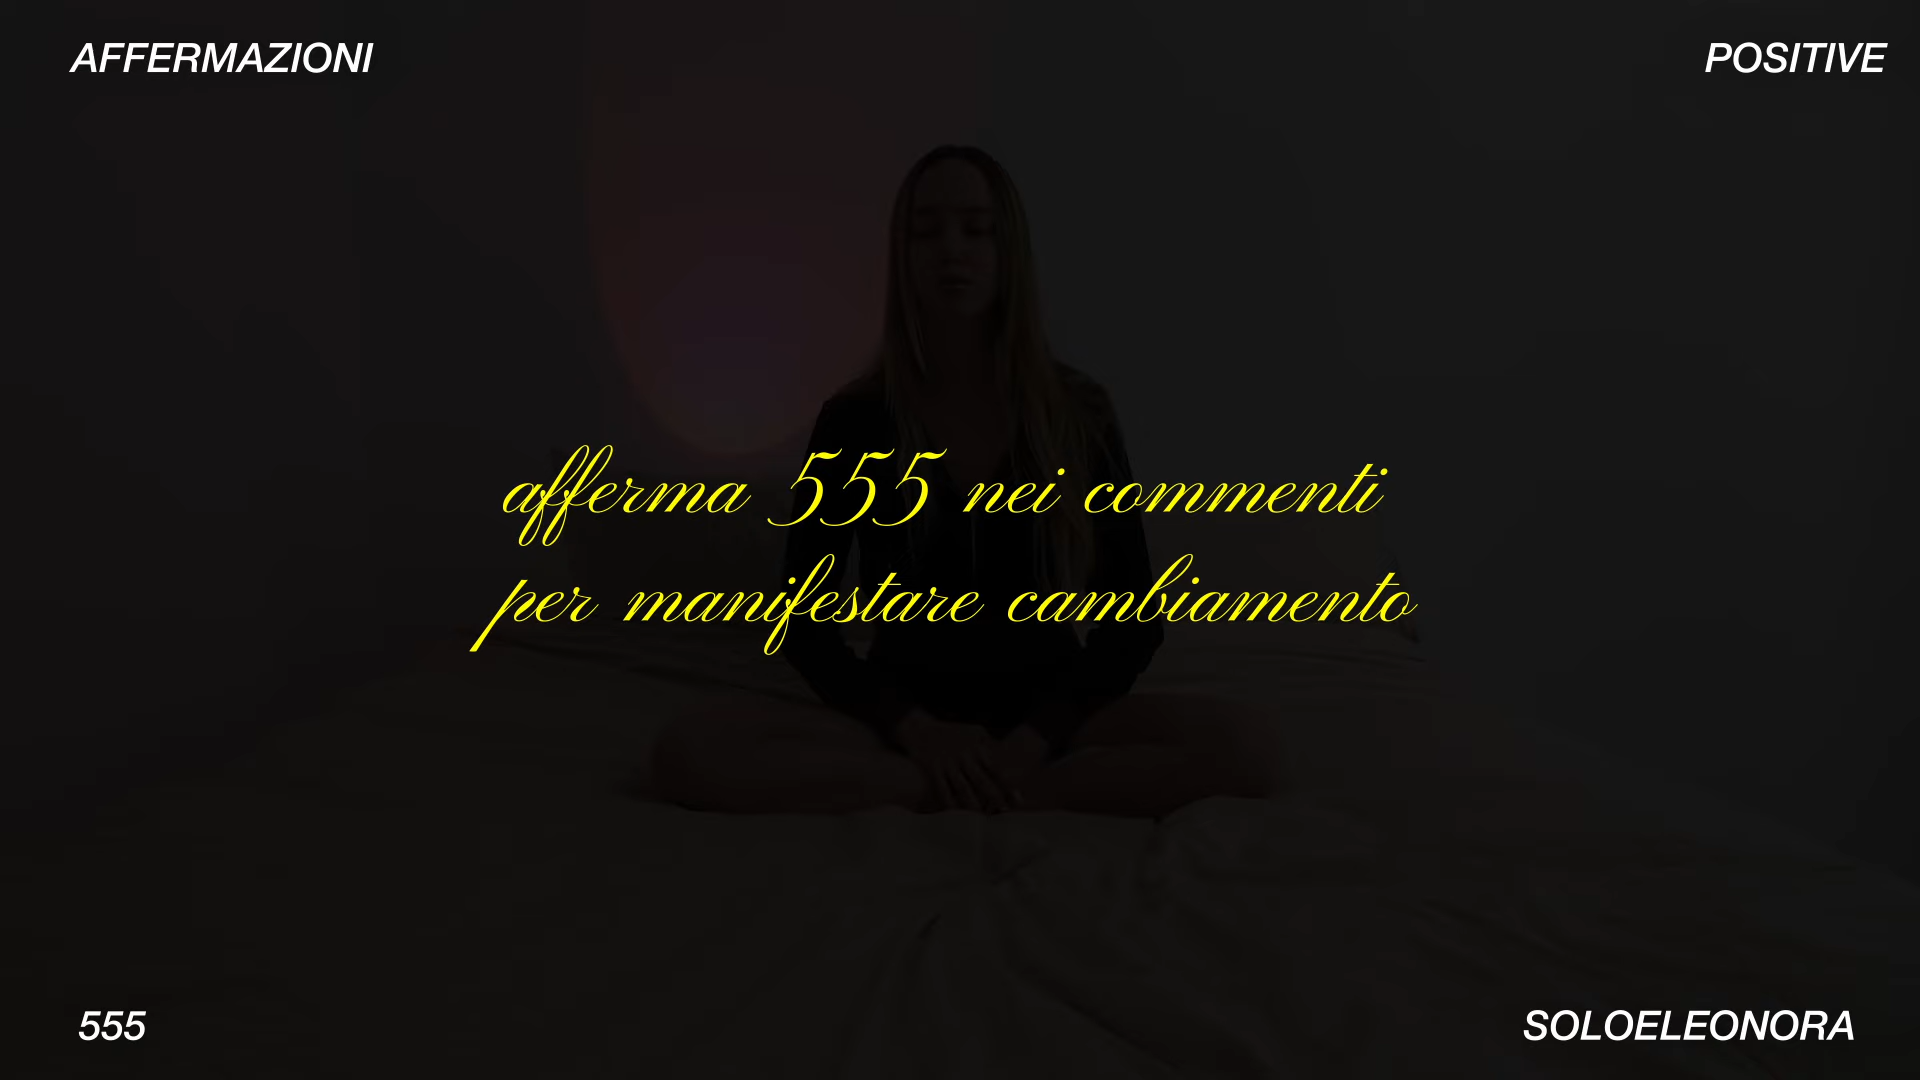 AFFERMAZIONI
POSITIVE
afferma 555 nei commenti
per manifestare cambiamento
555
SOLOELEONORA